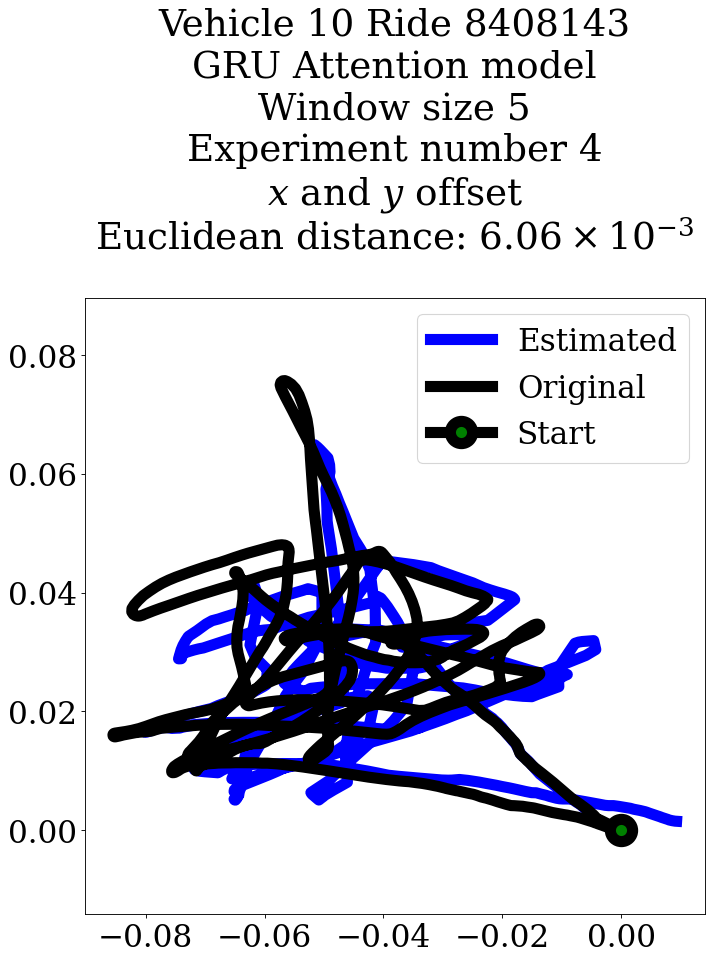 Vehicle 10 Ride 8408143
GRU Attention model
Window size 5
Experiment number 4
x and y offset
Euclidean distance: 6.06 × 10⁻³
Estimated
Original
Start
0.08
0.06
0.04
0.02
0.00
−0.08 −0.06 −0.04 −0.02 0.00